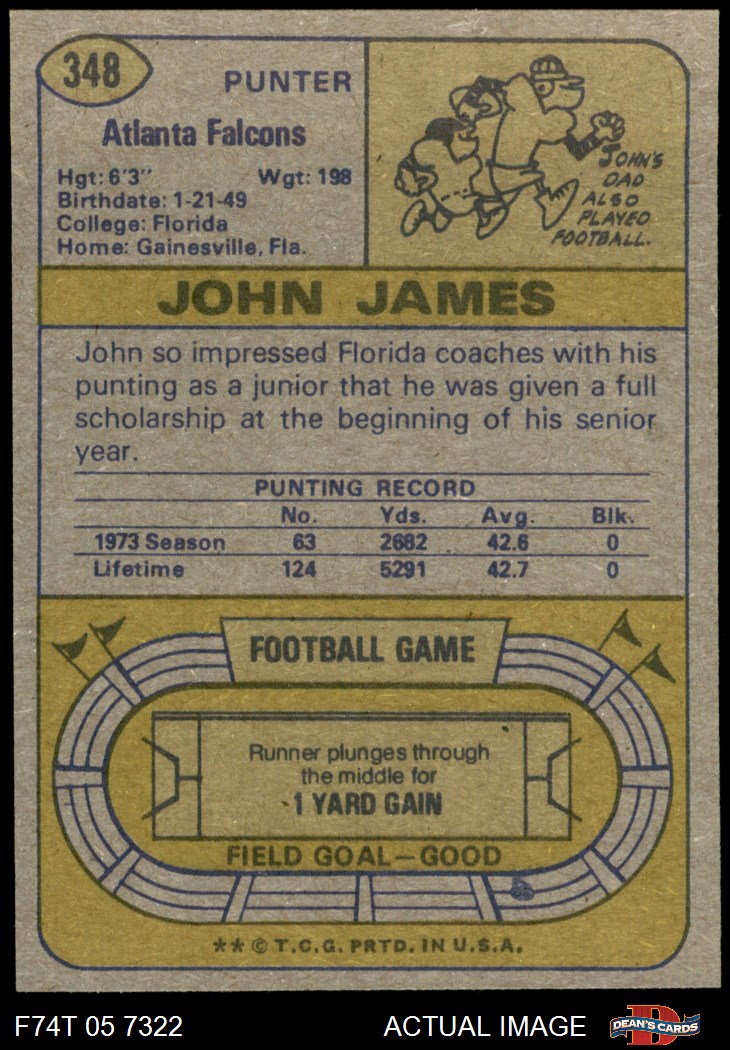 348
PUNTER
Atlanta Falcons
Hgt: 6'3" Wgt: 198
Birthdate: 1-21-49
College: Florida
Home: Gainesville, Fla.
JOHN'S
DAD
ALSO
PLAYED
FOOTBALL.
JOHN JAMES
John so impressed Florida coaches with his
punting as a junior that he was given a full
scholarship at the beginning of his senior
year.
PUNTING RECORD
No. Yds. Avg. Blk.
1973 Season 63 2682 42.6 0
Lifetime 124 5291 42.7 0
FOOTBALL GAME
Runner plunges through
the middle for
1 YARD GAIN
FIELD GOAL—GOOD
** © T.C.G. PRTD. IN U.S.A.
F74T 05 7322 ACTUAL IMAGE DEAN'S CARDS